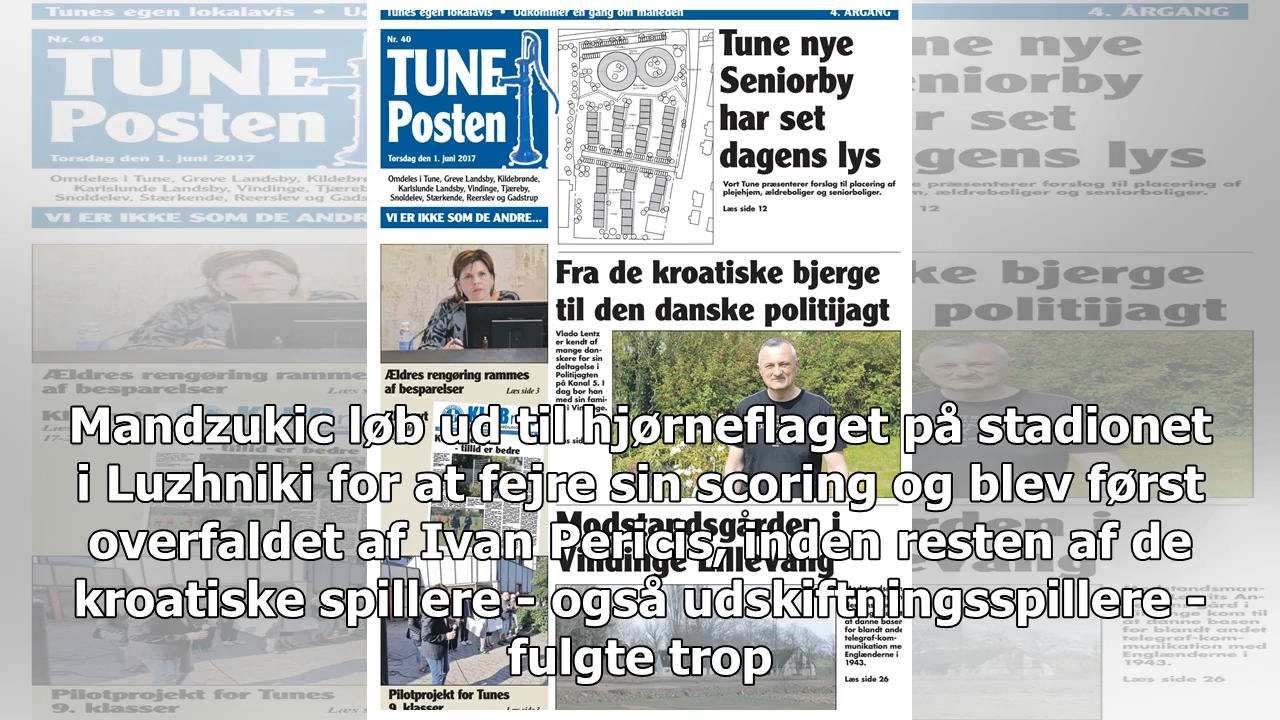 Tunes egen lokalavis • Udkommer en gang om måneden
4. ÅRGANG
Nr. 40
TUNE
Posten
Torsdag den 1. juni 2017
Omdeles i Tune, Greve Landsby, Kildebrønde,
Karlslunde Landsby, Vindinge, Tjæreby,
Snoldelev, Stærkende, Reerslev og Gadstrup
VI ER IKKE SOM DE ANDRE...
Tune nye
Seniorby
har set
dagens lys
Vort Tune præsenterer forslag til placering af
plejehjem, ældreboliger og seniorboliger.
Læs side 12
Fra de kroatiske bjerge
til den danske politijagt
Vlado Lentz
er kendt af
mange dan-
skere for sin
deltagelse i
Politijagten
på Kanal 5. I
dag bor han
med sin fami-
Ældres rengøring rammes
af besparelser
Læs side 3
- tillid er bedre
Modstandsgården i
Vindinge Lillevang
at danne basen
for blandt andet
telegraf-kom-
munikation med
Englænderne i
1943.
Læs side 26
Pilotprojekt for Tunes
9. klasser
Mandzukic løb ud til hjørneflaget på stadionet
i Luzhniki for at fejre sin scoring og blev først
overfaldet af Ivan Pericis, inden resten af de
kroatiske spillere - også udskiftningsspillere -
fulgte trop